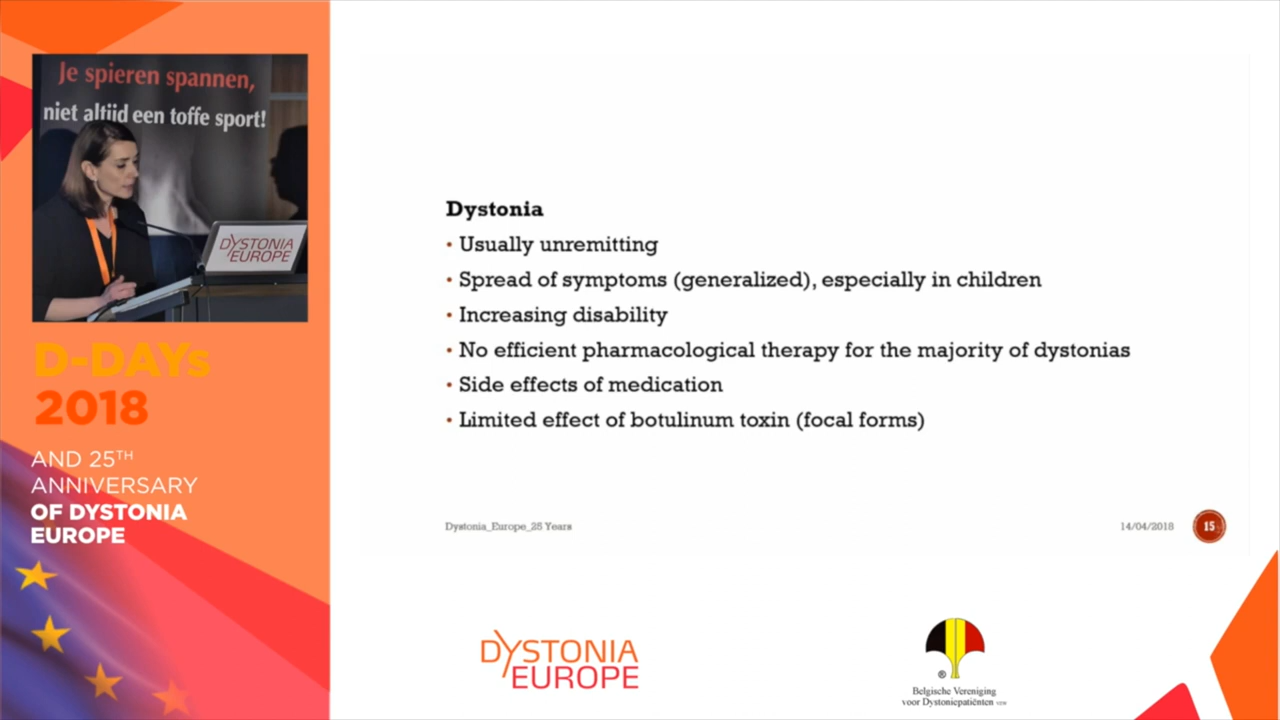 Je spieren spannen,
niet altijd een toffe sport!
DYSTONIA
EUROPE
D-DAYs
2018
AND 25TH
ANNIVERSARY
OF DYSTONIA
EUROPE
Dystonia
• Usually unremitting
• Spread of symptoms (generalized), especially in children
• Increasing disability
• No efficient pharmacological therapy for the majority of dystonias
• Side effects of medication
• Limited effect of botulinum toxin (focal forms)
Dystonia_Europe_25 Years
14/04/2018
15
DYSTONIA
EUROPE
®
Belgische Vereniging
voor Dystoniepatiënten vzw